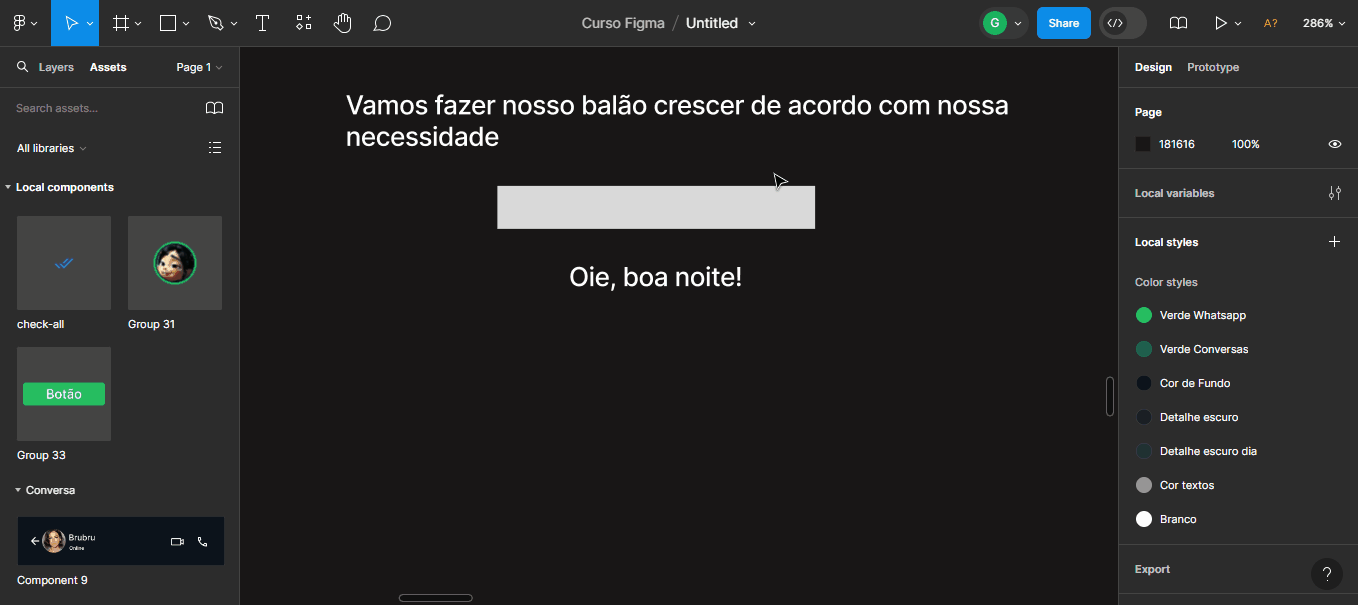 Curso Figma / Untitled
G
Share
A?
286%
Layers
Assets
Page 1
Search assets...
All libraries
Local components
check-all
Group 31
Botão
Group 33
Conversa
Brubru
Online
Component 9
Vamos fazer nosso balão crescer de acordo com nossa
necessidade
Oie, boa noite!
Design
Prototype
Page
181616
100%
Local variables
Local styles
Color styles
Verde Whatsapp
Verde Conversas
Cor de Fundo
Detalhe escuro
Detalhe escuro dia
Cor textos
Branco
Export
?